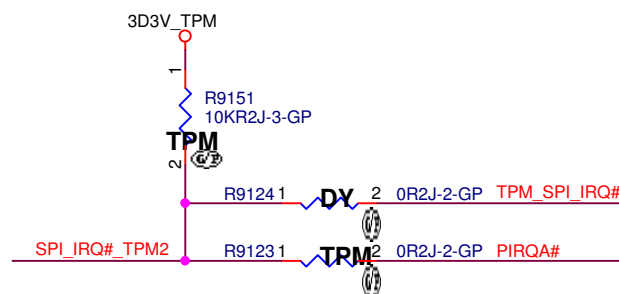 3D3V_TPM
1
R9151
10KR2J-3-GP
TPM
2
R9124 1 DY 2 0R2J-2-GP TPM_SPI_IRQ#
SPI_IRQ#_TPM2 R9123 1 TPM 2 0R2J-2-GP PIRQA#